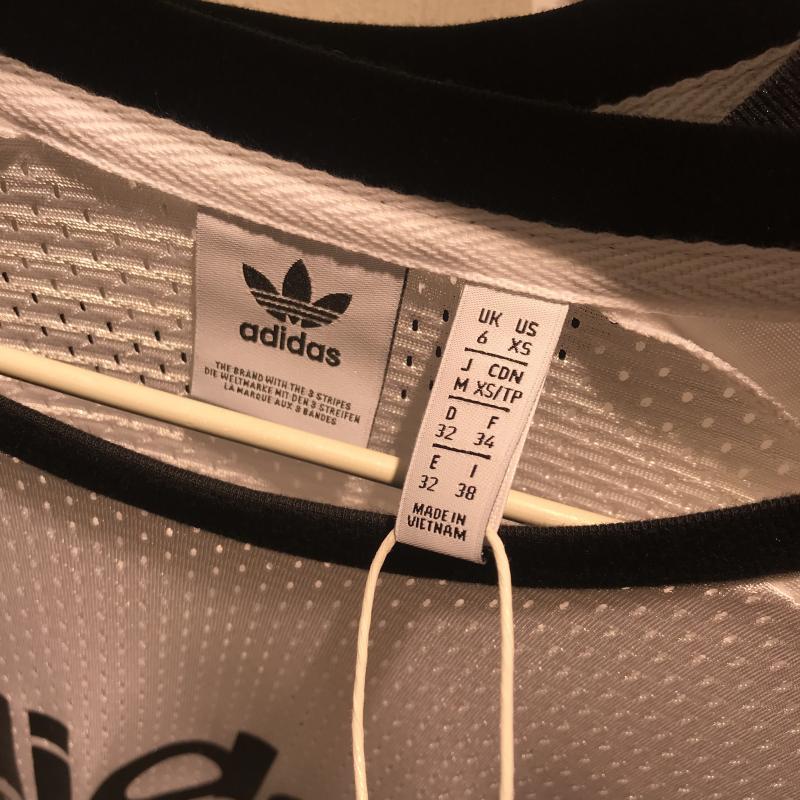 adidas
THE BRAND WITH THE 3 STRIPES
DIE WELTMARKE MIT DEN 3 STREIFEN
LA MARQUE AUX 3 BANDES
UK US
6 XS
J CDN
M XS/TP
D F
32 34
E I
32 38
MADE IN
VIETNAM